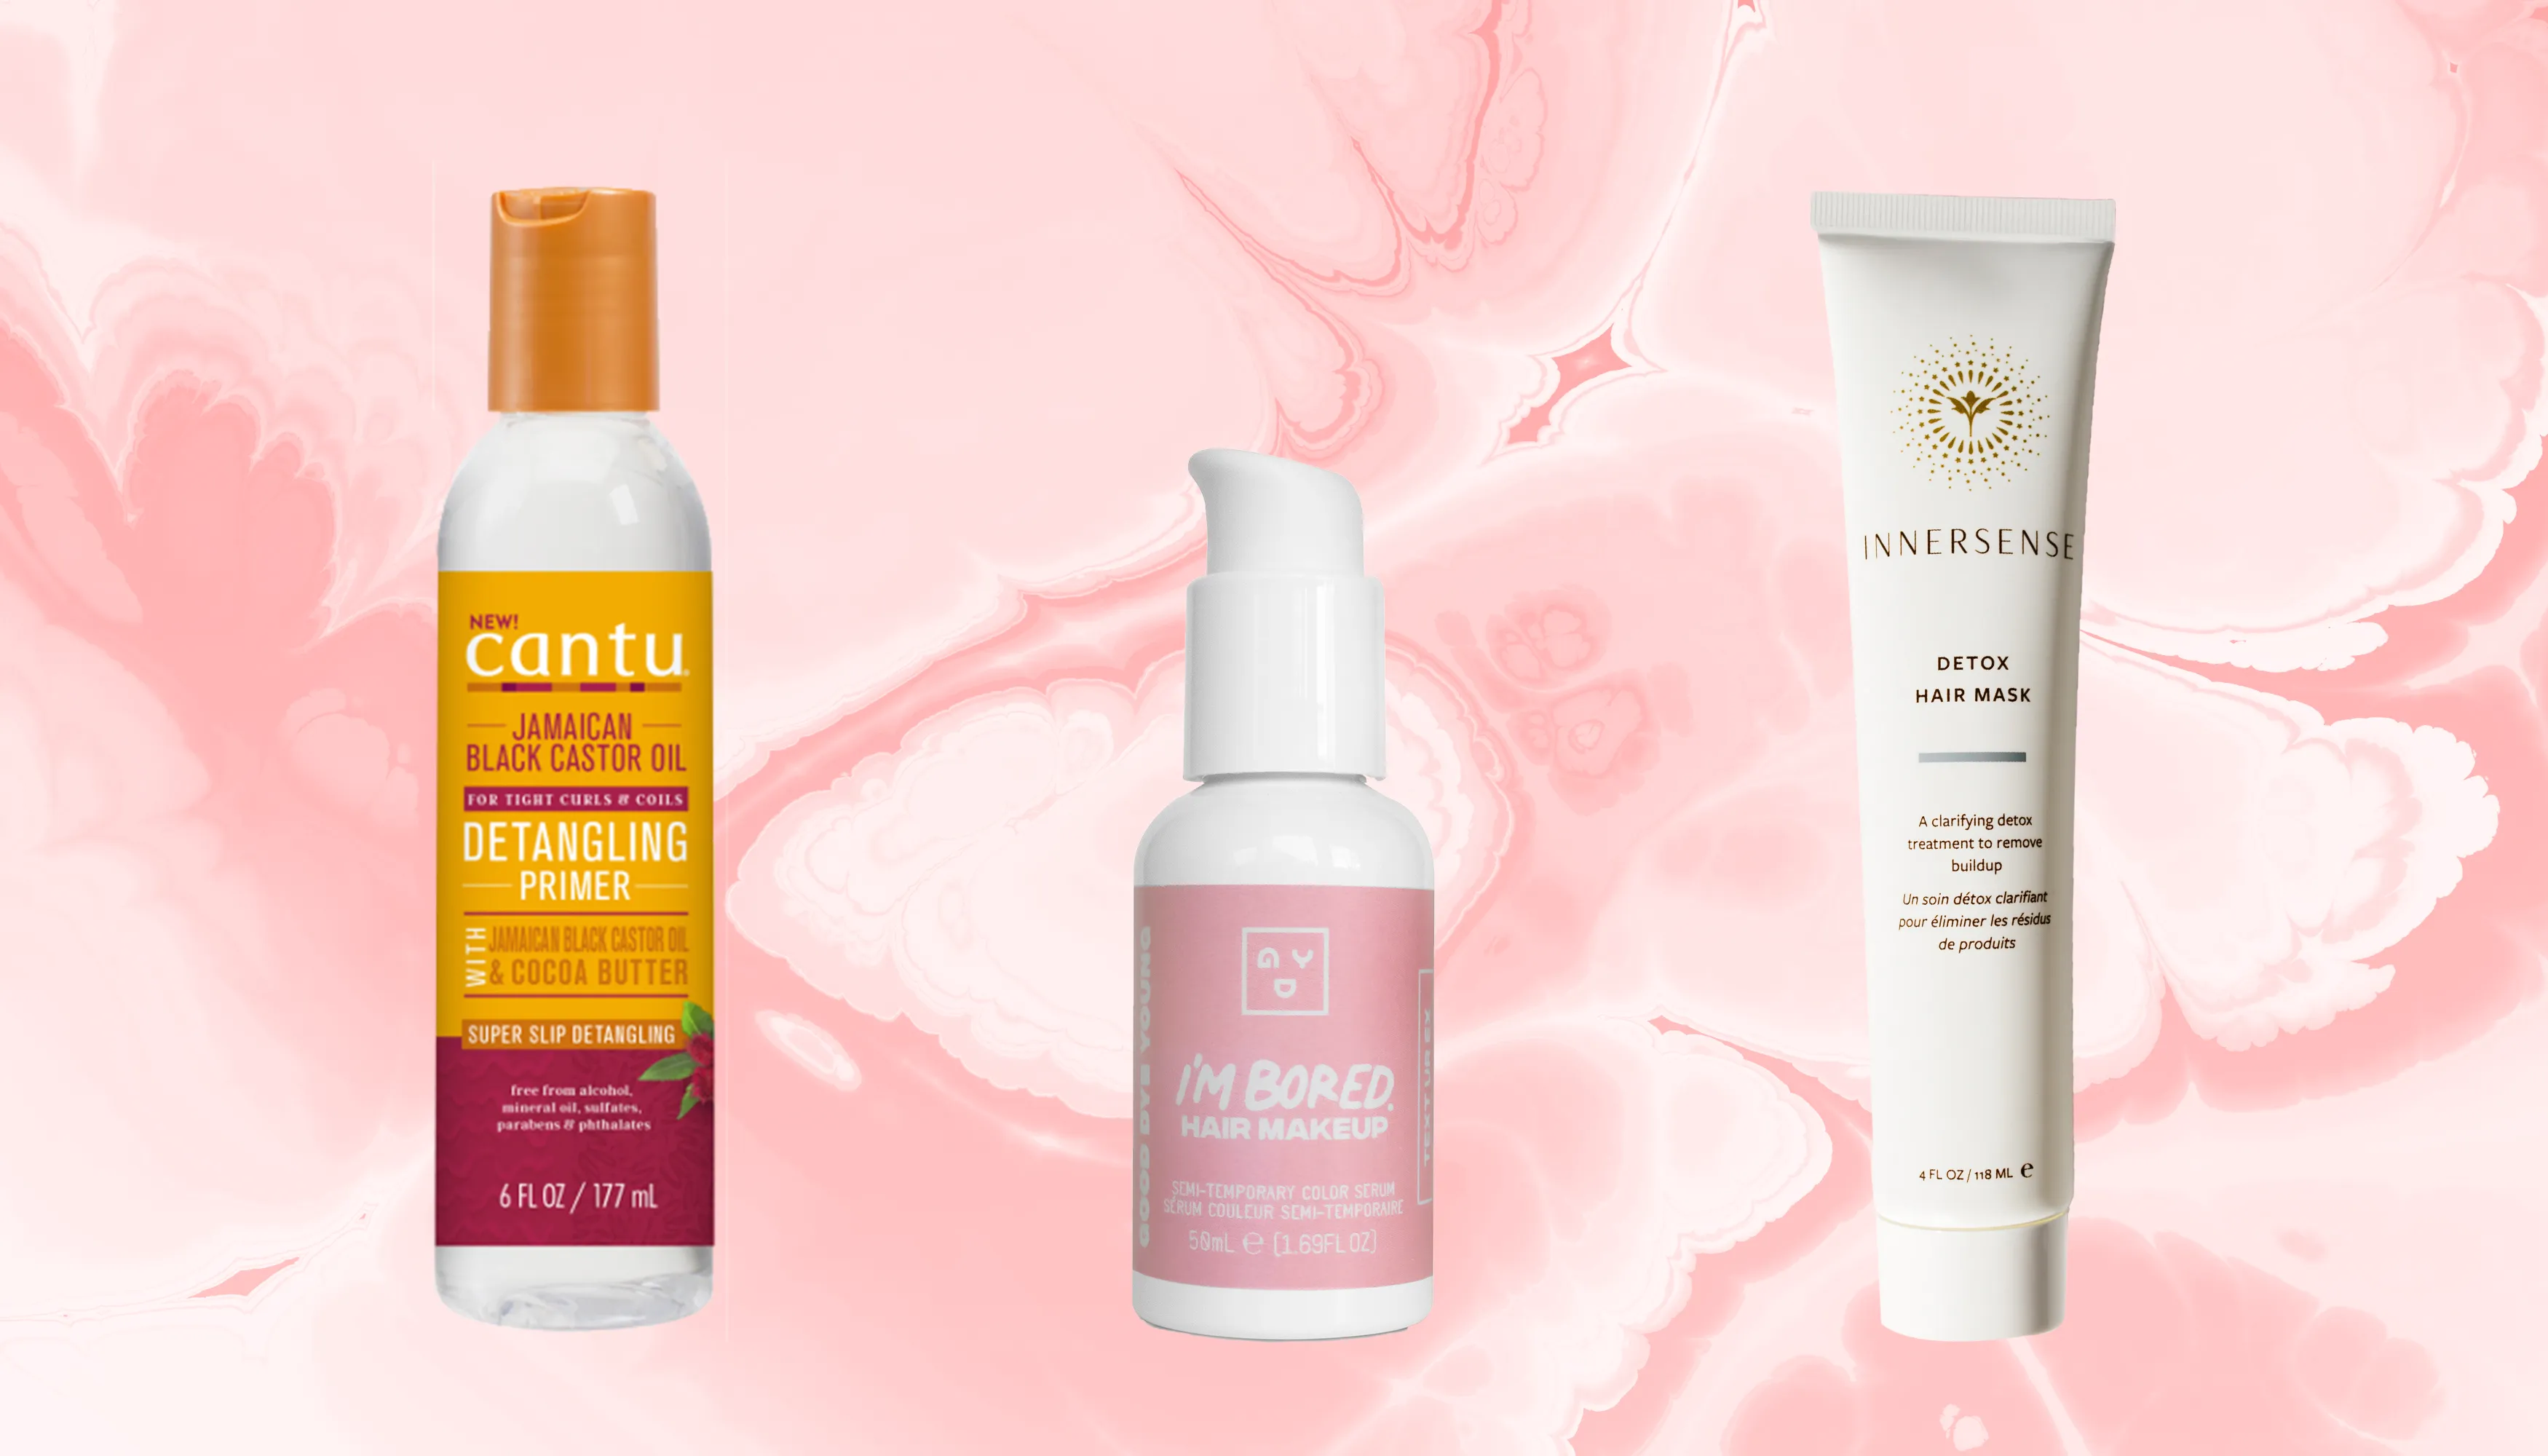 NEW!
cantu
JAMAICAN
BLACK CASTOR OIL
FOR TIGHT CURLS & COILS
DETANGLING
PRIMER
WITH
JAMAICAN BLACK CASTOR OIL
& COCOA BUTTER
SUPER SLIP DETANGLING
free from alcohol,
mineral oil, sulfates,
parabens & phthalates
6 FL OZ / 177 mL
GOOD DYE YOUNG
GYD
I'M BORED.
HAIR MAKEUP
SEMI-TEMPORARY COLOR SERUM
SÉRUM COULEUR SEMI-TEMPORAIRE
50mL ℮ (1.69FL OZ)
INNERSENSE
DETOX
HAIR MASK
A clarifying detox
treatment to remove
buildup
Un soin détox clarifiant
pour éliminer les résidus
de produits
4 FL OZ / 118 ML ℮